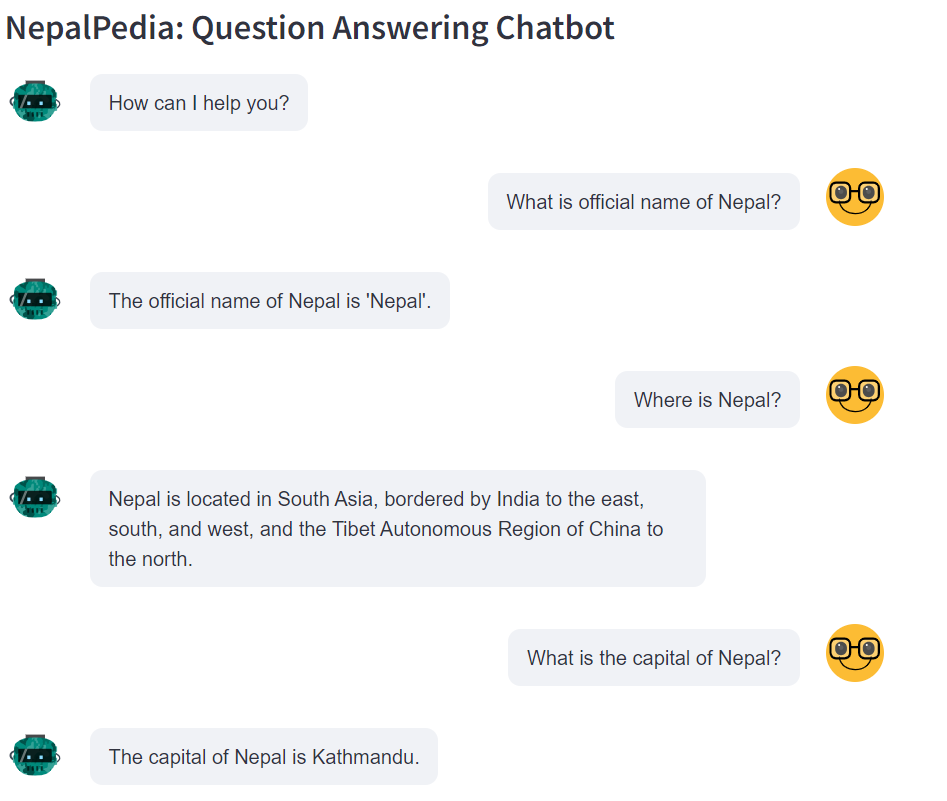 NepalPedia: Question Answering Chatbot
How can I help you?
What is official name of Nepal?
The official name of Nepal is 'Nepal'.
Where is Nepal?
Nepal is located in South Asia, bordered by India to the east,
south, and west, and the Tibet Autonomous Region of China to
the north.
What is the capital of Nepal?
The capital of Nepal is Kathmandu.